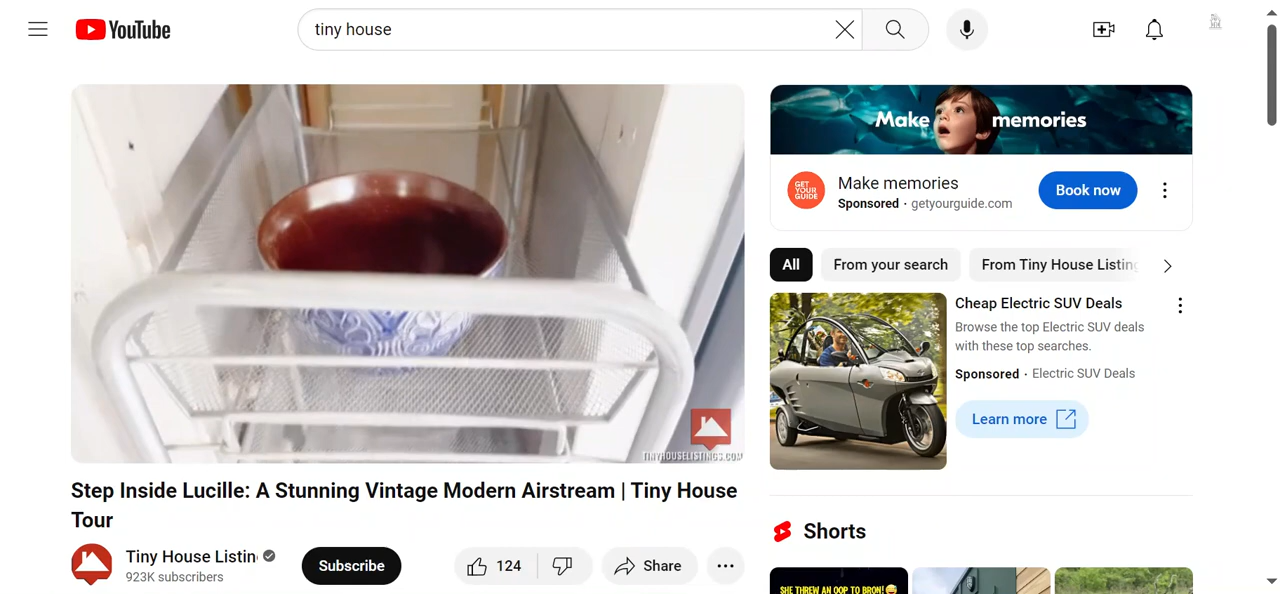 YouTube
tiny house
TINYHOUSELISTINGS.COM
Step Inside Lucille: A Stunning Vintage Modern Airstream | Tiny House
Tour
Tiny House Listin
923K subscribers
Subscribe
124
Share
Make memories
GET
YOUR
GUIDE
Make memories
Sponsored · getyourguide.com
Book now
All
From your search
From Tiny House Listing
Cheap Electric SUV Deals
Browse the top Electric SUV deals
with these top searches.
Sponsored · Electric SUV Deals
Learn more
Shorts
SHE THREW AN OOP TO BRON!😅